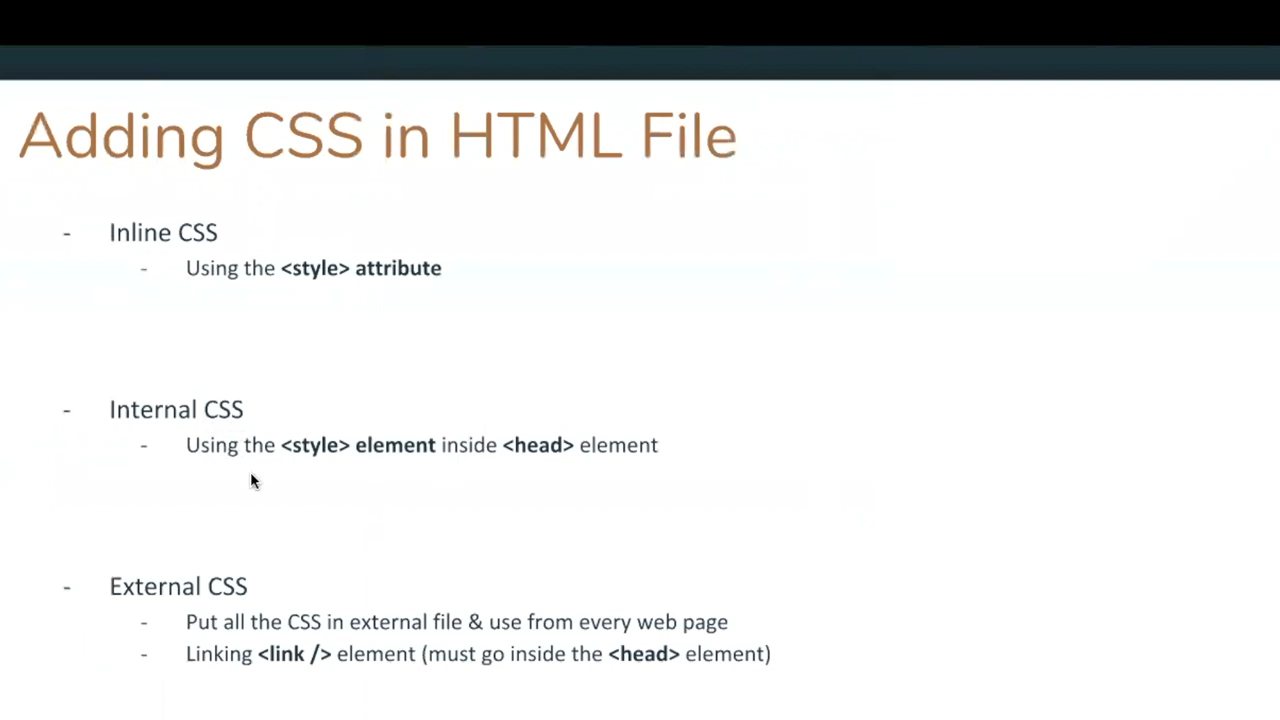 Adding CSS in HTML File
- Inline CSS
- Using the <style> attribute
- Internal CSS
- Using the <style> element inside <head> element
- External CSS
- Put all the CSS in external file & use from every web page
- Linking <link /> element (must go inside the <head> element)